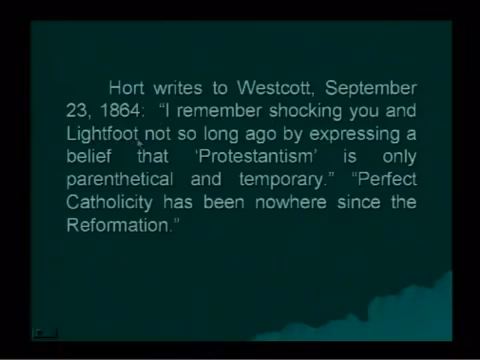 Hort writes to Westcott, September
23, 1864: “I remember shocking you and
Lightfoot not so long ago by expressing a
belief that ‘Protestantism’ is only
parenthetical and temporary.” “Perfect
Catholicity has been nowhere since the
Reformation.”